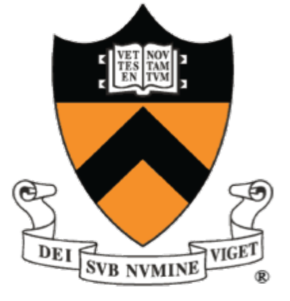 VET NOV
TES TAM
EN TVM
DEI SVB NVMINE VIGET
®